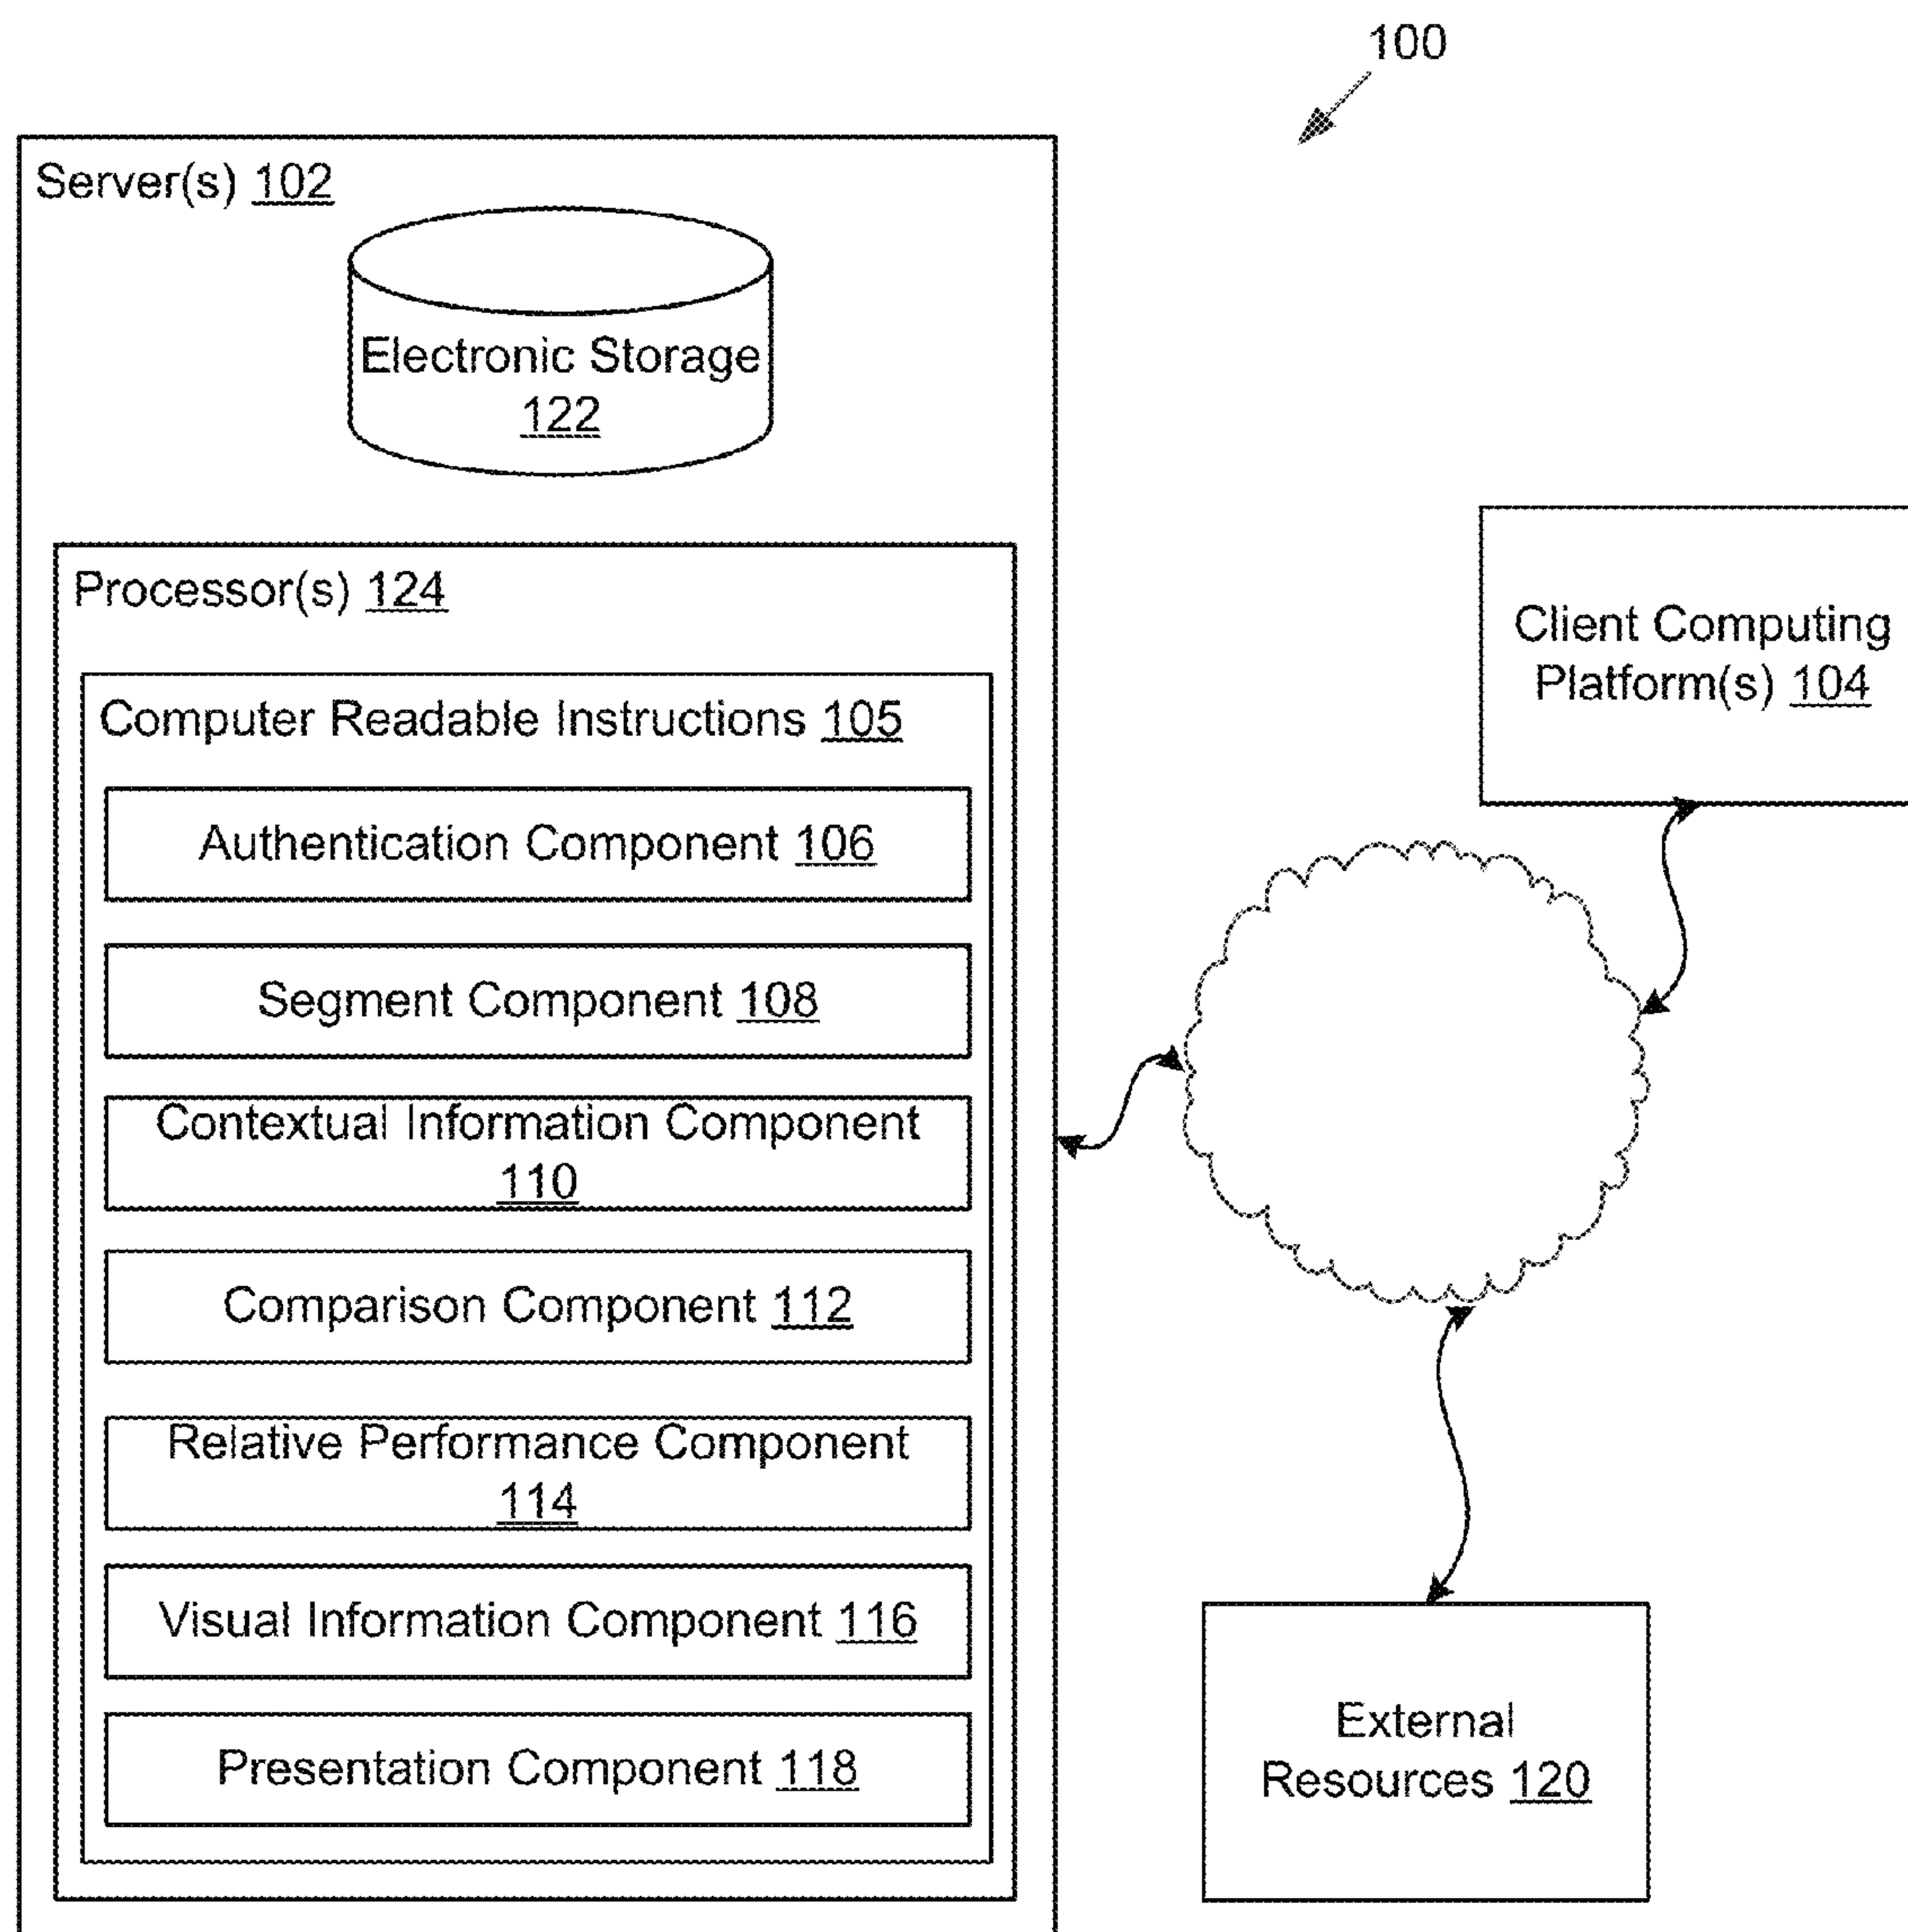 100
Server(s) 102
Electronic Storage
122
Processor(s) 124
Computer Readable Instructions 105
Authentication Component 106
Segment Component 108
Contextual Information Component
110
Comparison Component 112
Relative Performance Component
114
Visual Information Component 116
Presentation Component 118
Client Computing
Platform(s) 104
External
Resources 120